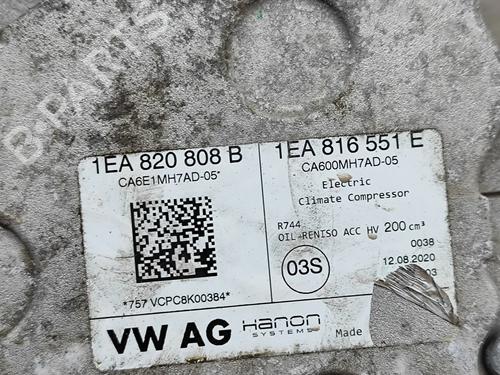 B-PARTS
1EA 820 808 B
CA6E1MH7AD-05*
*757 VCPC8K00384*
VW AG Hanon
SYSTEMS
1EA 816 551 E
CA600MH7AD-05
Electric
Climate Compressor
R744
OIL-RENISO ACC HV 200 cm³
0038
03S
12.08.2020
03
Made